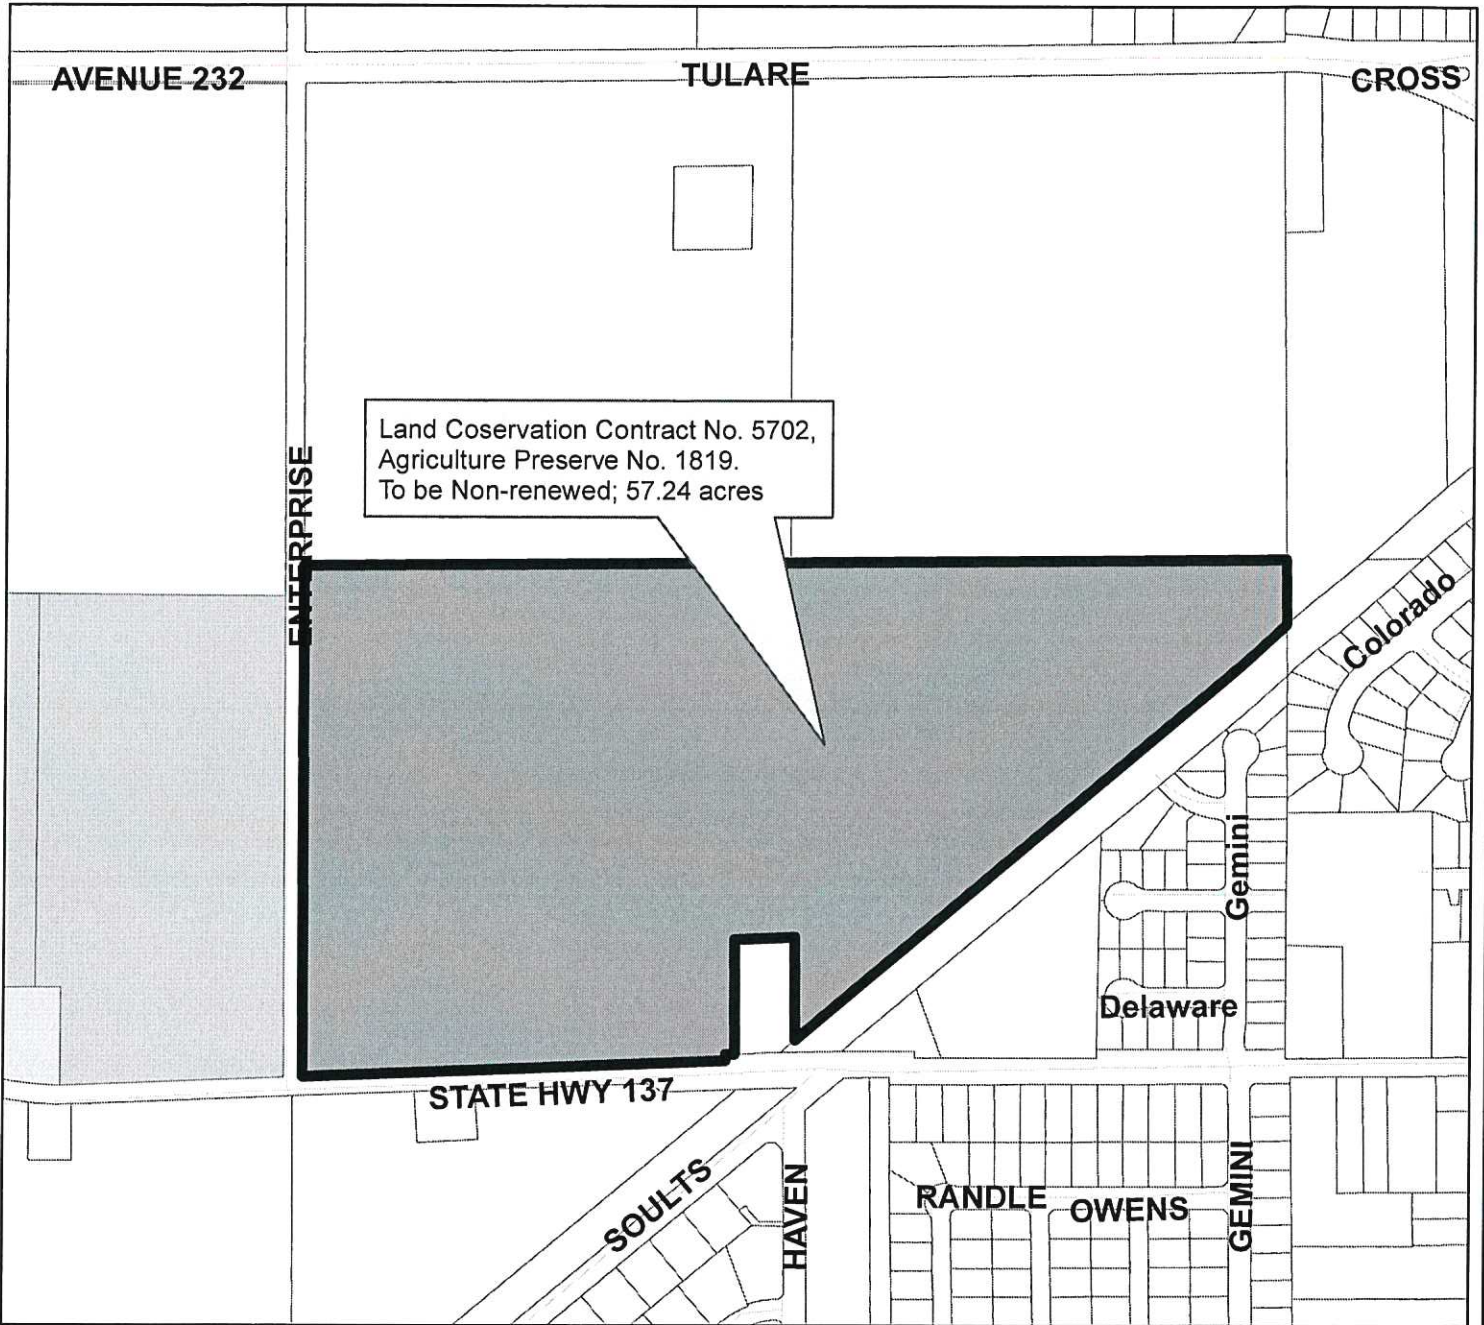 AVENUE 232
TULARE
CROSS
ENTERPRISE
Land Coservation Contract No. 5702,
Agriculture Preserve No. 1819.
To be Non-renewed; 57.24 acres
Colorado
Gemini
Delaware
STATE HWY 137
SOULTS
HAVEN
RANDLE
OWENS
GEMINI